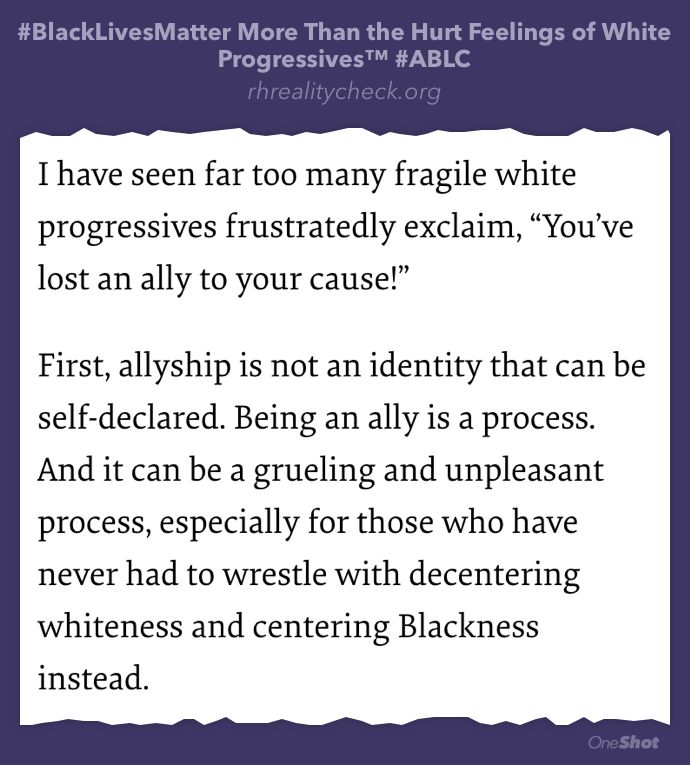 #BlackLivesMatter More Than the Hurt Feelings of White
Progressives™ #ABLC
rhrealitycheck.org
I have seen far too many fragile white
progressives frustratedly exclaim, “You’ve
lost an ally to your cause!”
First, allyship is not an identity that can be
self-declared. Being an ally is a process.
And it can be a grueling and unpleasant
process, especially for those who have
never had to wrestle with decentering
whiteness and centering Blackness
instead.
OneShot